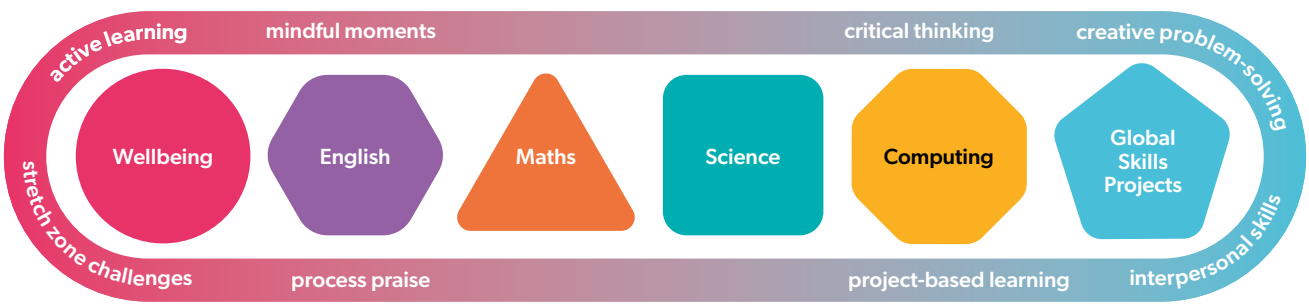 active learning
mindful moments
critical thinking
creative problem-solving
Wellbeing
English
Maths
Science
Computing
Global
Skills
Projects
stretch zone challenges
process praise
project-based learning
interpersonal skills